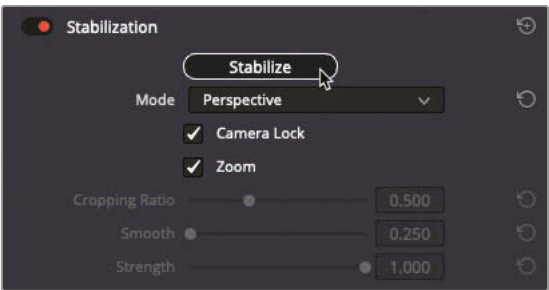 Stabilization
Stabilize
Mode Perspective
Camera Lock
Zoom
Cropping Ratio 0.500
Smooth 0.250
Strength 1.000